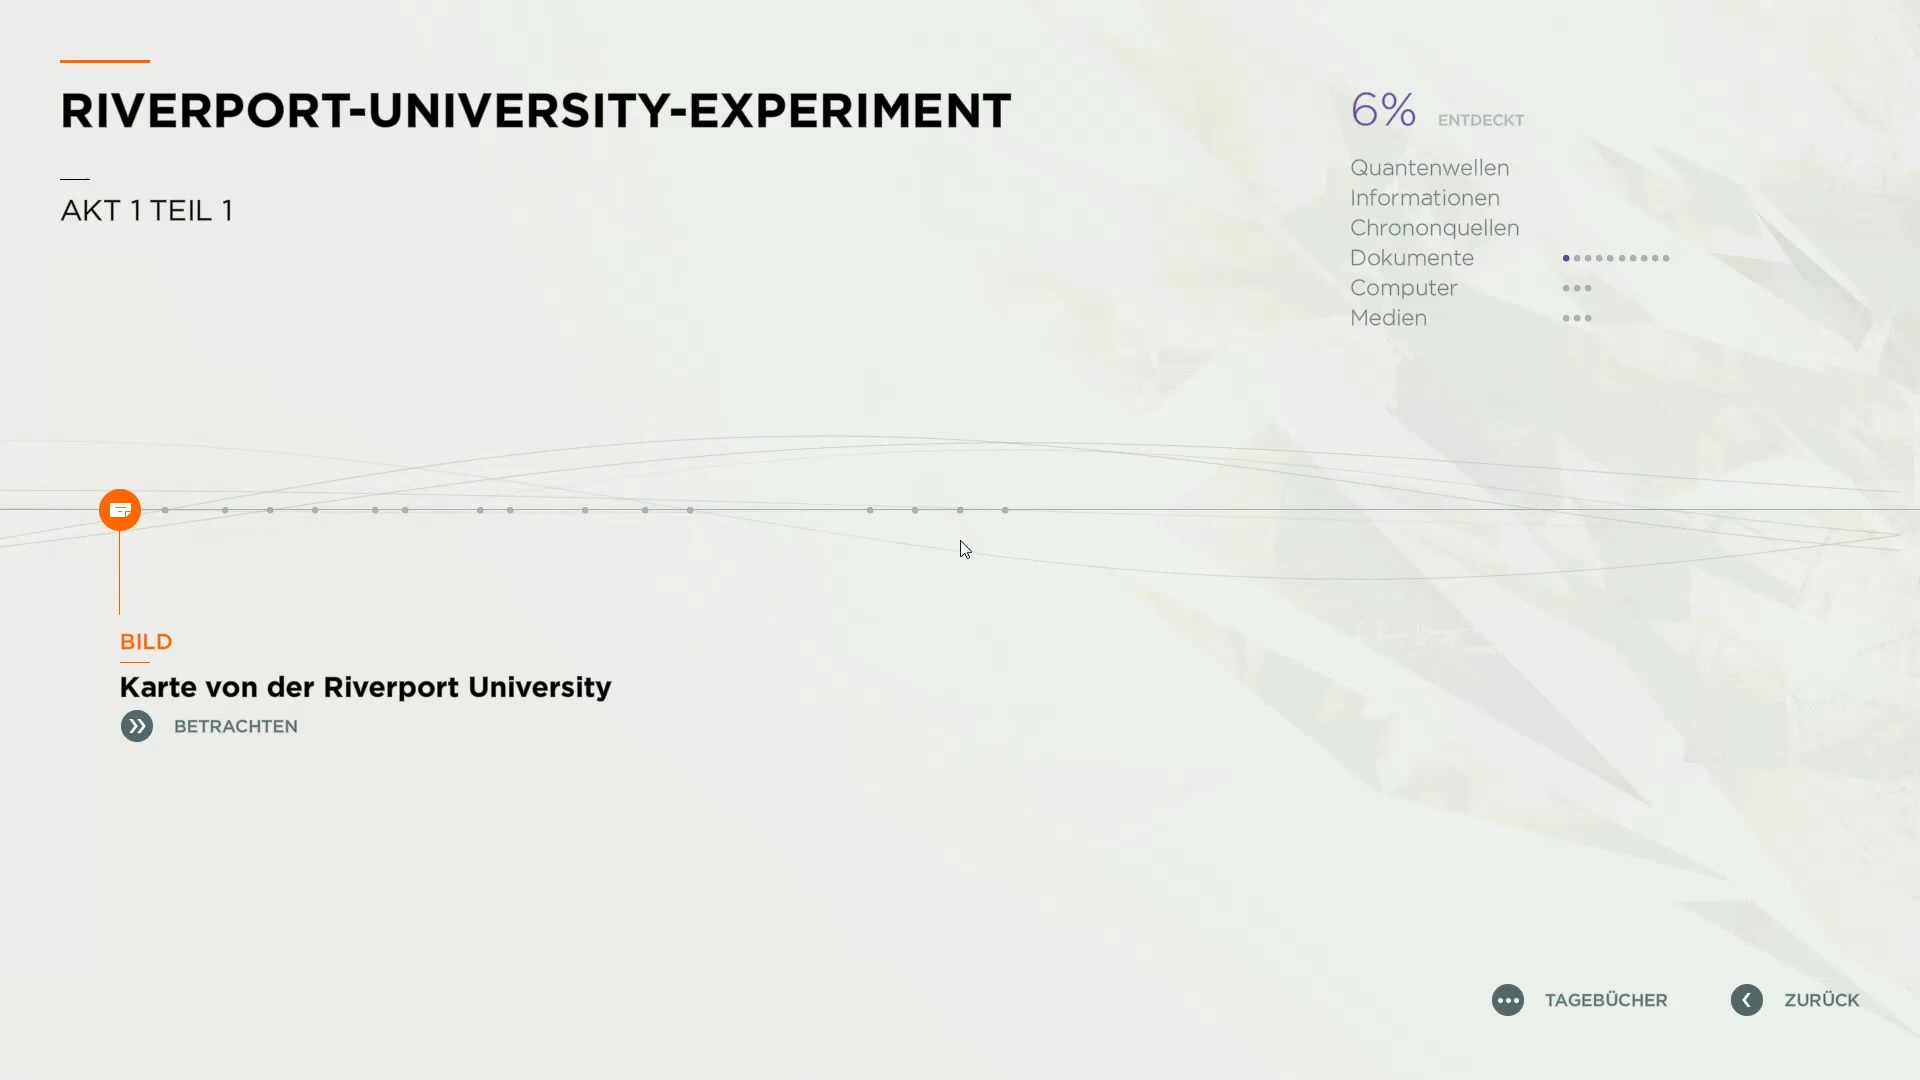 RIVERPORT-UNIVERSITY-EXPERIMENT
AKT 1 TEIL 1
6% ENTDECKT
Quantenwellen
Informationen
Chrononquellen
Dokumente
Computer
Medien
BILD
Karte von der Riverport University
BETRACHTEN
TAGEBÜCHER
ZURÜCK